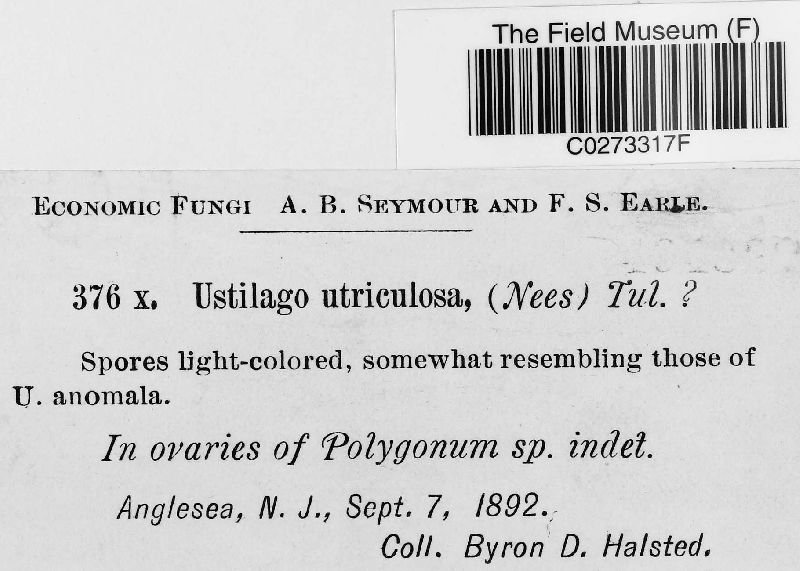 The Field Museum (F)
C0273317F
ECONOMIC FUNGI A. B. SEYMOUR AND F. S. EARLE.
376 x. Ustilago utriculosa, (Nees) Tul. ?
Spores light-colored, somewhat resembling those of
U. anomala.
In ovaries of Polygonum sp. indet.
Anglesea, N. J., Sept. 7, 1892.
Coll. Byron D. Halsted.